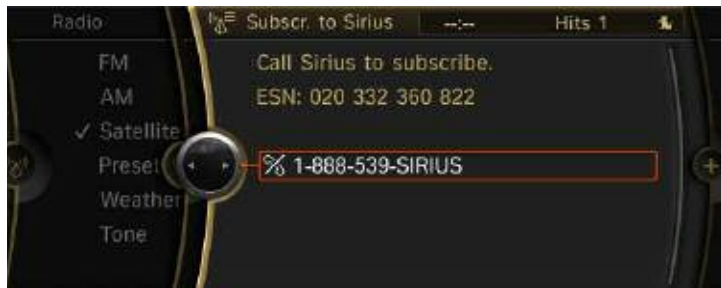 Radio
Subscr. to Sirius --:-- Hits 1
FM
Call Sirius to subscribe.
AM
ESN: 020 332 360 822
✓ Satellite
Preset
% 1-888-539-SIRIUS
Weather
Tone